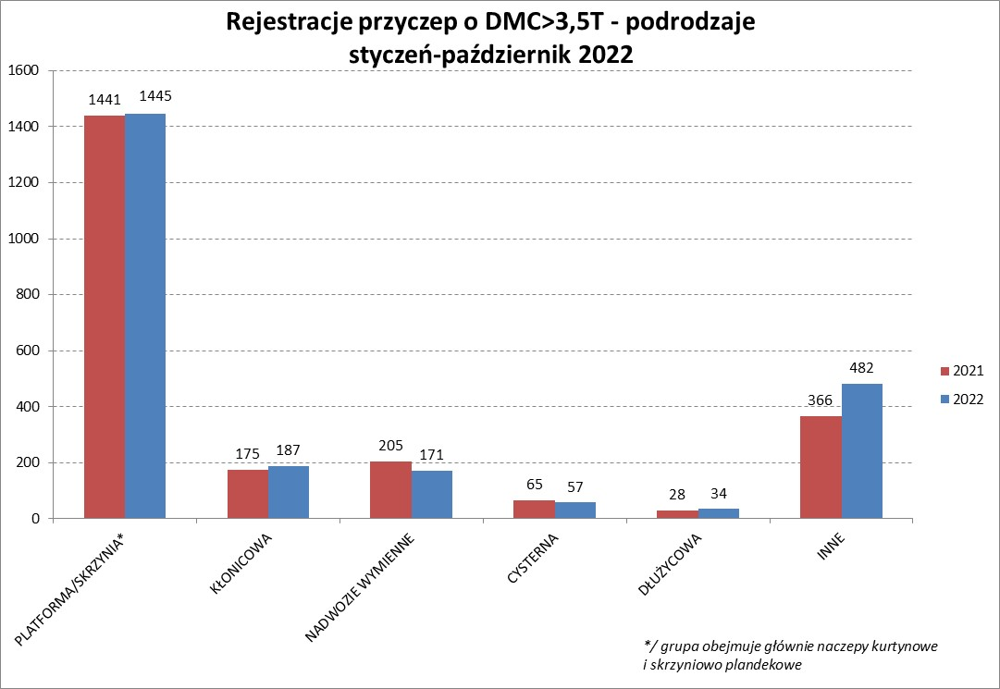 Rejestracje przyczep o DMC>3,5T - podrodzaje
styczeń-październik 2022
1600
1400
1200
1000
800
600
400
200
0
1441
1445
175
187
205
171
65
57
28
34
366
482
PLATFORMA/SKRZYNIA*
KŁONICOWA
NADWOZIE WYMIENNE
CYSTERNA
DŁUŻYCOWA
INNE
2021
2022
*/ grupa obejmuje głównie naczepy kurtynowe
i skrzyniowo plandekowe